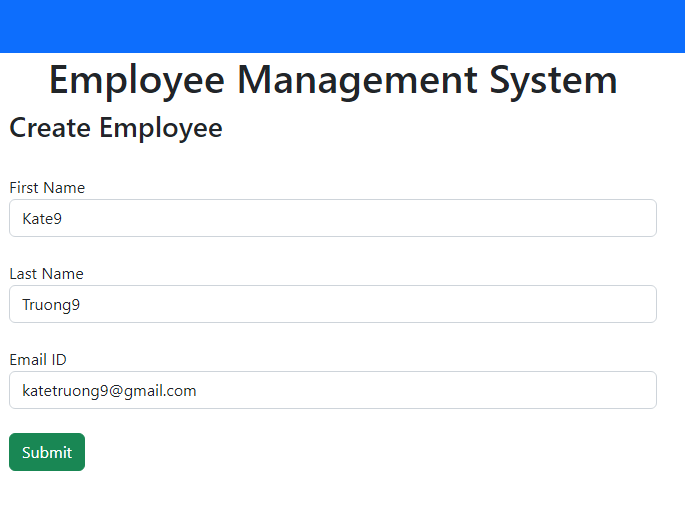 Employee Management System
Create Employee
First Name
Kate9
Last Name
Truong9
Email ID
katetruong9@gmail.com
Submit